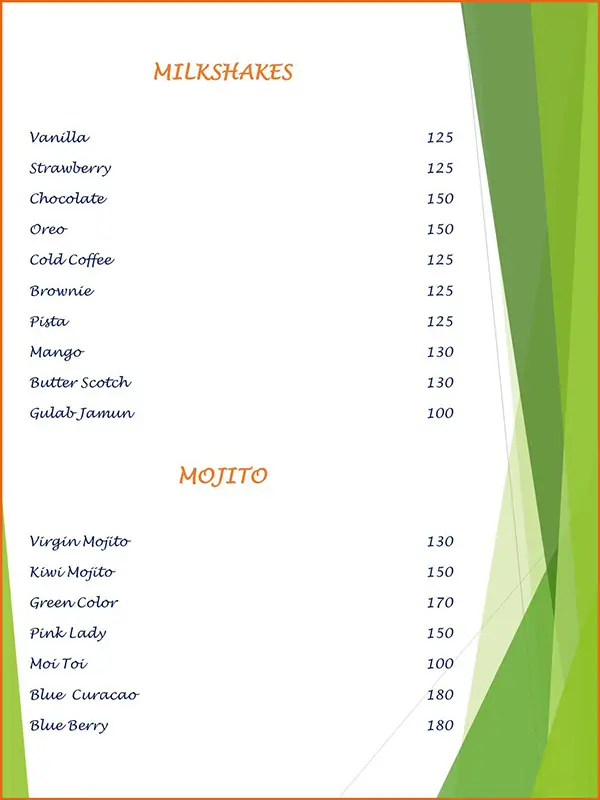 MILKSHAKES
Vanilla 125
Strawberry 125
Chocolate 150
Oreo 150
Cold Coffee 125
Brownie 125
Pista 125
Mango 130
Butter Scotch 130
Gulab Jamun 100
MOJITO
Virgin Mojito 130
Kiwi Mojito 150
Green Color 170
Pink Lady 150
Moi Toi 100
Blue Curacao 180
Blue Berry 180